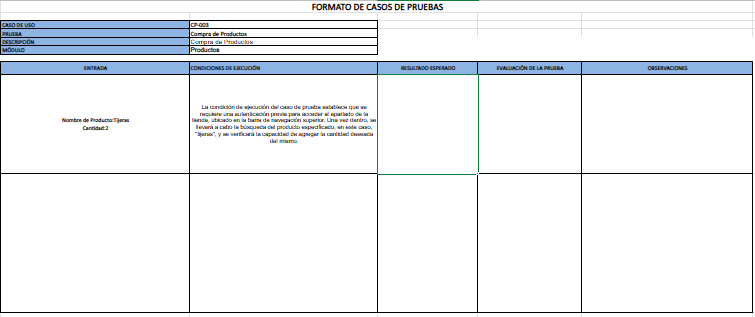 FORMATO DE CASOS DE PRUEBAS
CASO DE USO CP-003
PRUEBA Compra de Productos
DESCRIPCIÓN Compra de Productos
MÓDULO Productos
ENTRADA CONDICIONES DE EJECUCIÓN RESULTADO ESPERADO EVALUACIÓN DE LA PRUEBA OBSERVACIONES
Nombre de Producto:Tijeras
Cantidad:2
La condición de ejecución del caso de prueba establece que se
requiere una autenticación previa para acceder al apartado de la
tienda, ubicado en la barra de navegación superior. Una vez dentro, se
llevará a cabo la búsqueda del producto especificado, en este caso,
"tijeras", y se verificará la capacidad de agregar la cantidad deseada
del mismo.